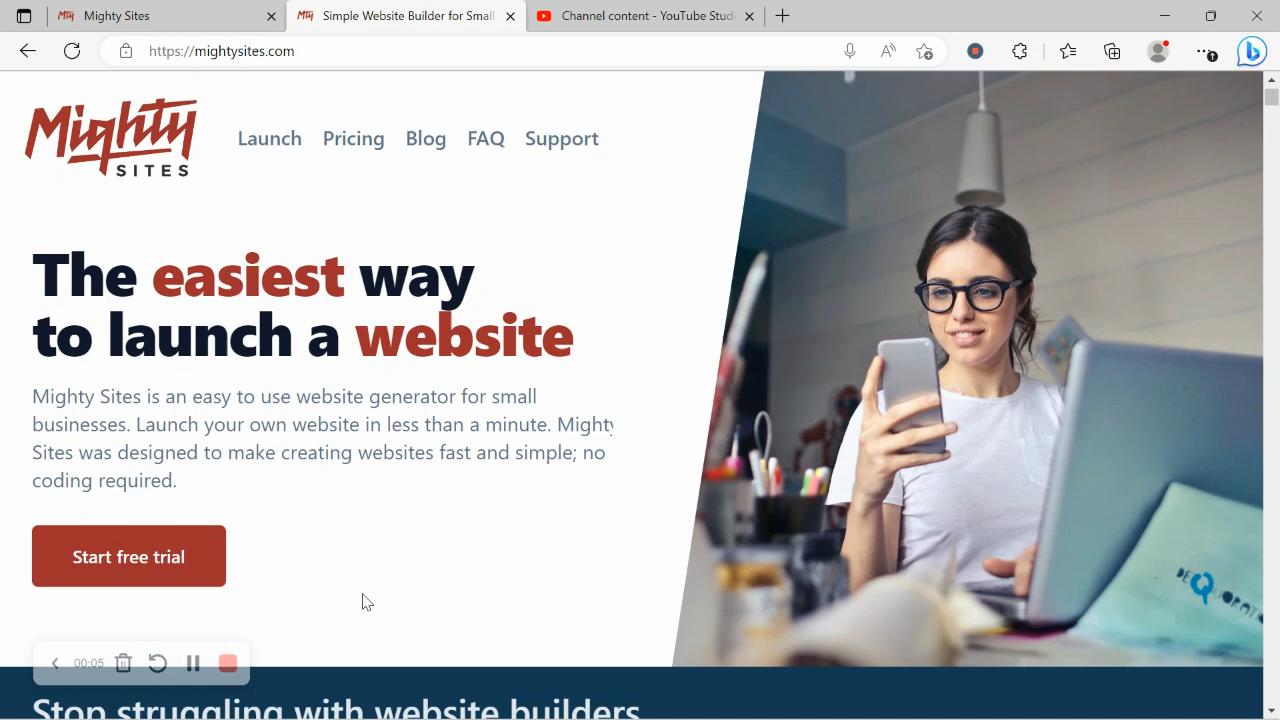 Mighty Sites
Simple Website Builder for Small
Channel content - YouTube Stud
https://mightysites.com
Mighty
SITES
Launch Pricing Blog FAQ Support
The easiest way
to launch a website
Mighty Sites is an easy to use website generator for small
businesses. Launch your own website in less than a minute. Mighty
Sites was designed to make creating websites fast and simple; no
coding required.
Start free trial
00:05
Stop struggling with website builders